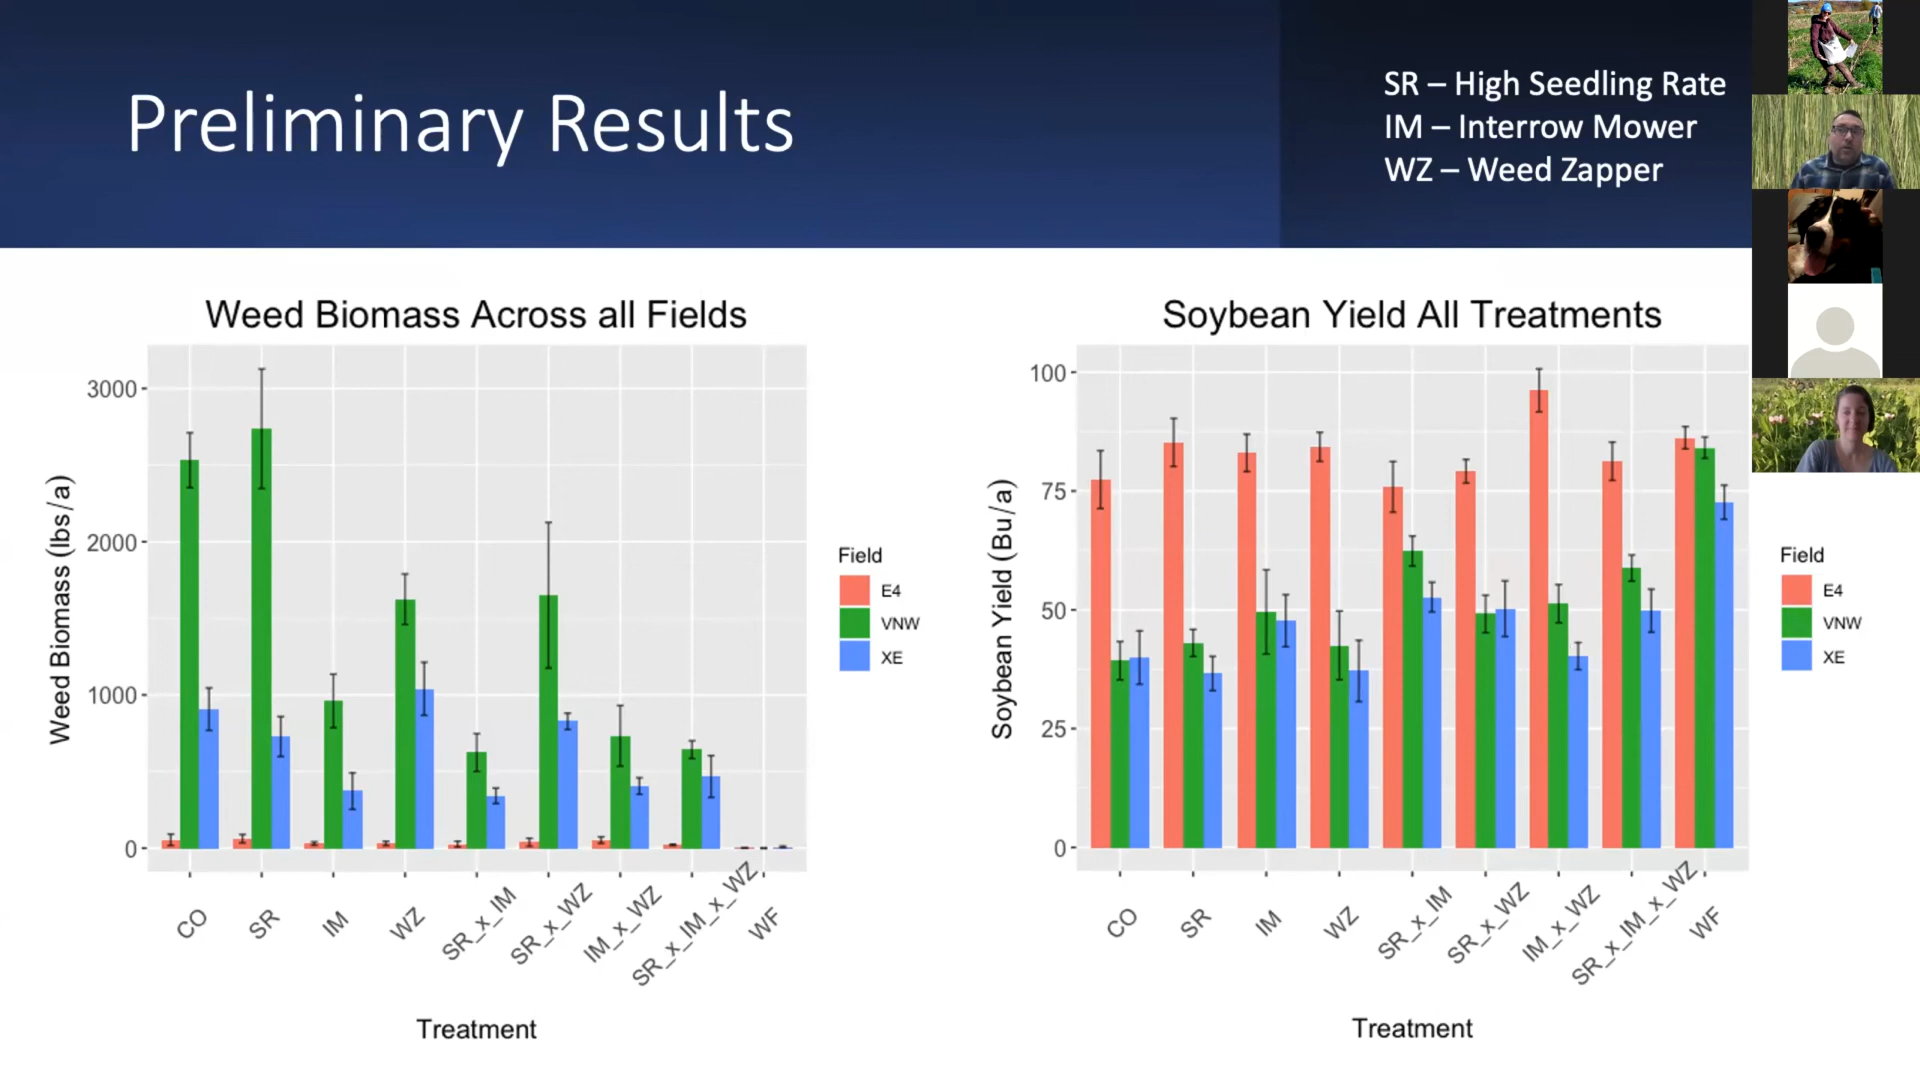 Preliminary Results
SR – High Seedling Rate
IM – Interrow Mower
WZ – Weed Zapper
Weed Biomass Across all Fields
Weed Biomass (lbs/a)
3000
2000
1000
0
CO
SR
IM
WZ
SR_x_IM
SR_x_WZ
IM_x_WZ
SR_x_IM_x_WZ
WF
Treatment
Field
E4
VNW
XE
Soybean Yield All Treatments
Soybean Yield (Bu/a)
100
75
50
25
0
CO
SR
IM
WZ
SR_x_IM
SR_x_WZ
IM_x_WZ
SR_x_IM_x_WZ
WF
Treatment
Field
E4
VNW
XE